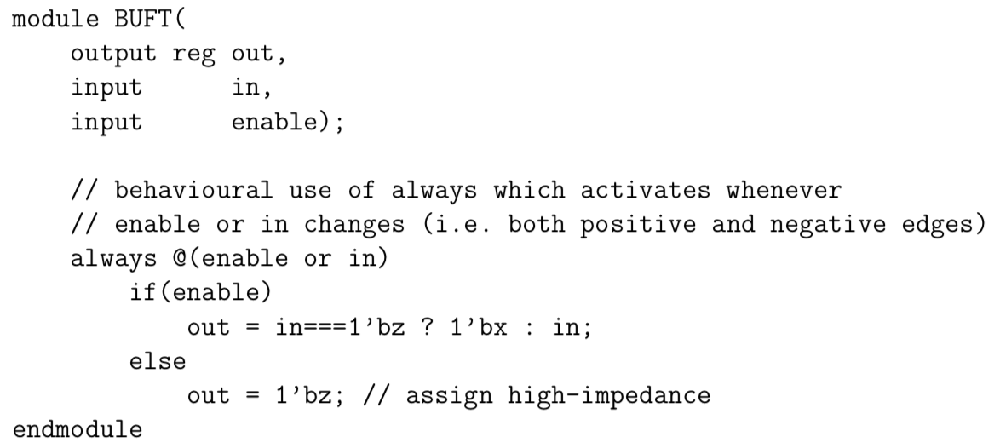 module BUFT(
    output reg out,
    input      in,
    input      enable);

    // behavioural use of always which activates whenever
    // enable or in changes (i.e. both positive and negative edges)
    always @(enable or in)
        if(enable)
            out = in===1’bz ? 1’bx : in;
        else
            out = 1’bz; // assign high-impedance
endmodule